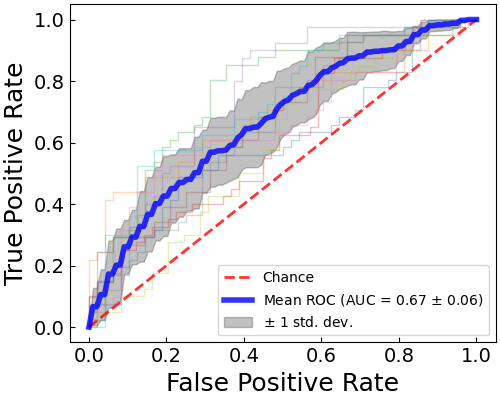 1.0
0.8
0.6
0.4
0.2
0.0
True Positive Rate
Chance
Mean ROC (AUC = 0.67 ± 0.06)
± 1 std. dev.
0.0 0.2 0.4 0.6 0.8 1.0
False Positive Rate